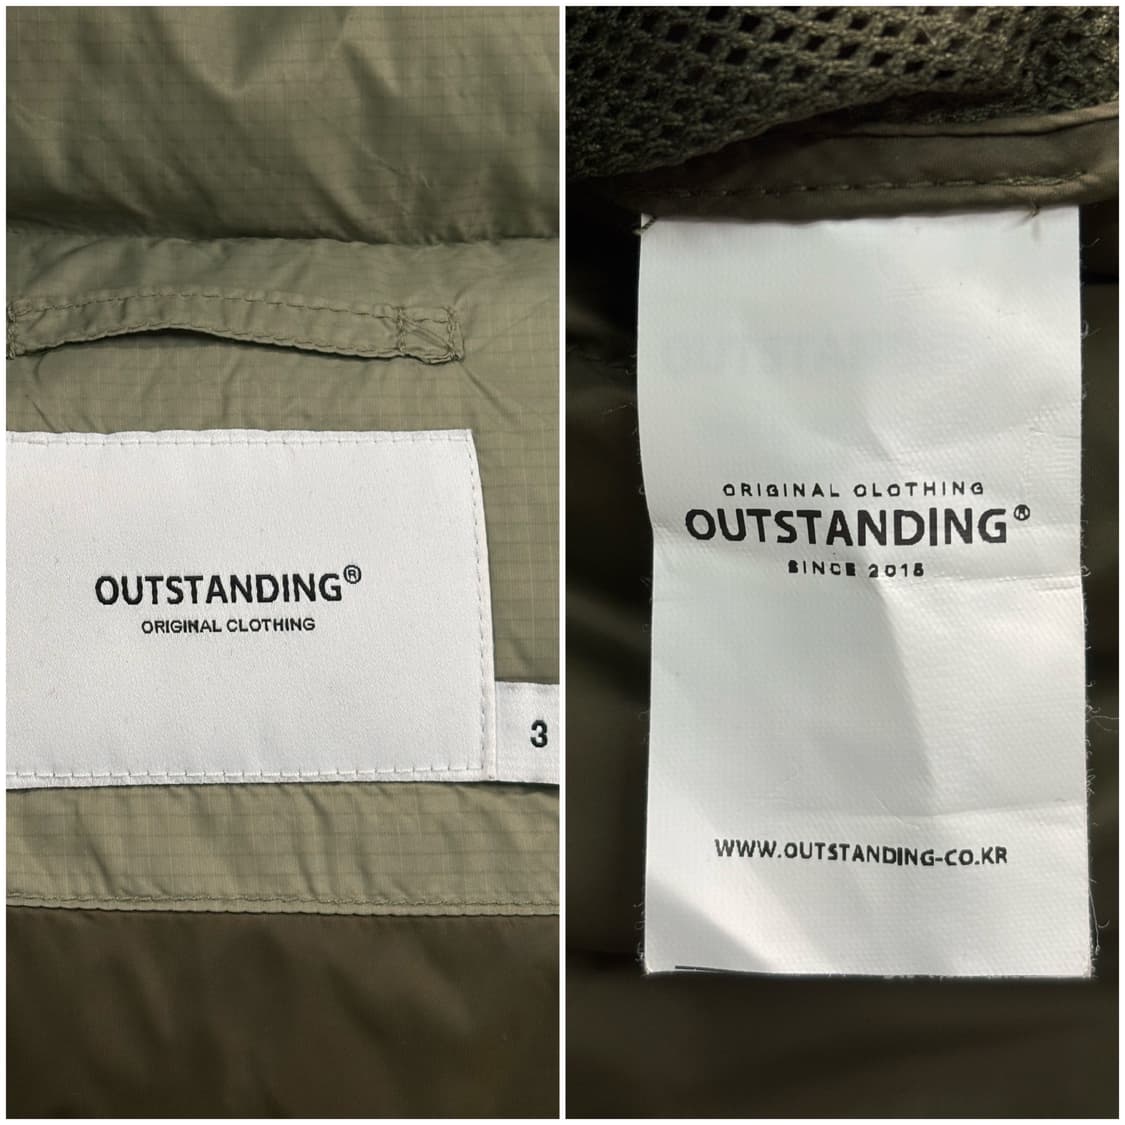 OUTSTANDING®
ORIGINAL CLOTHING
3
ORIGINAL CLOTHING
OUTSTANDING®
SINCE 2015
WWW.OUTSTANDING-CO.KR